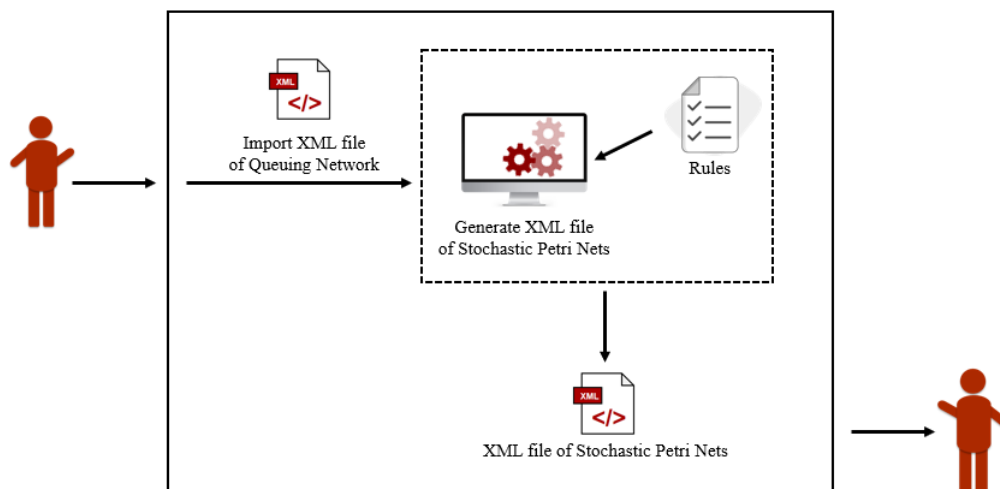 XML
</>
Import XML file
of Queuing Network
Rules
Generate XML file
of Stochastic Petri Nets
XML
</>
XML file of Stochastic Petri Nets